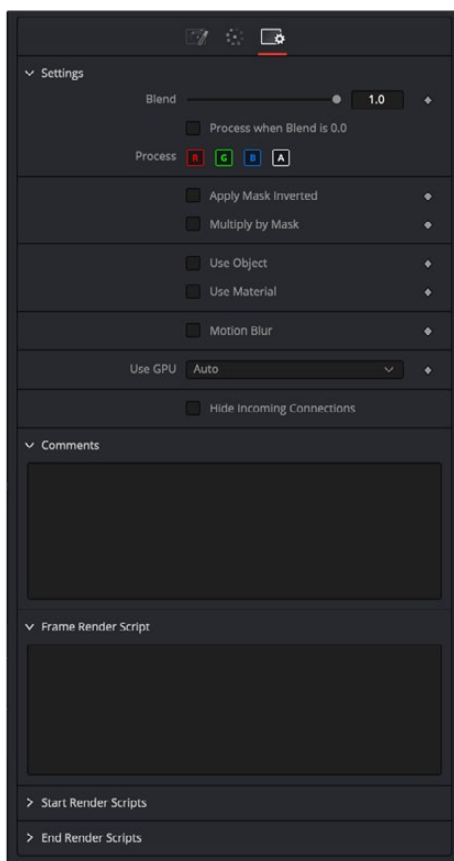 Settings
Blend 1.0
Process when Blend is 0.0
Process R G B A
Apply Mask Inverted
Multiply by Mask
Use Object
Use Material
Motion Blur
Use GPU Auto
Hide Incoming Connections
Comments
Frame Render Script
Start Render Scripts
End Render Scripts